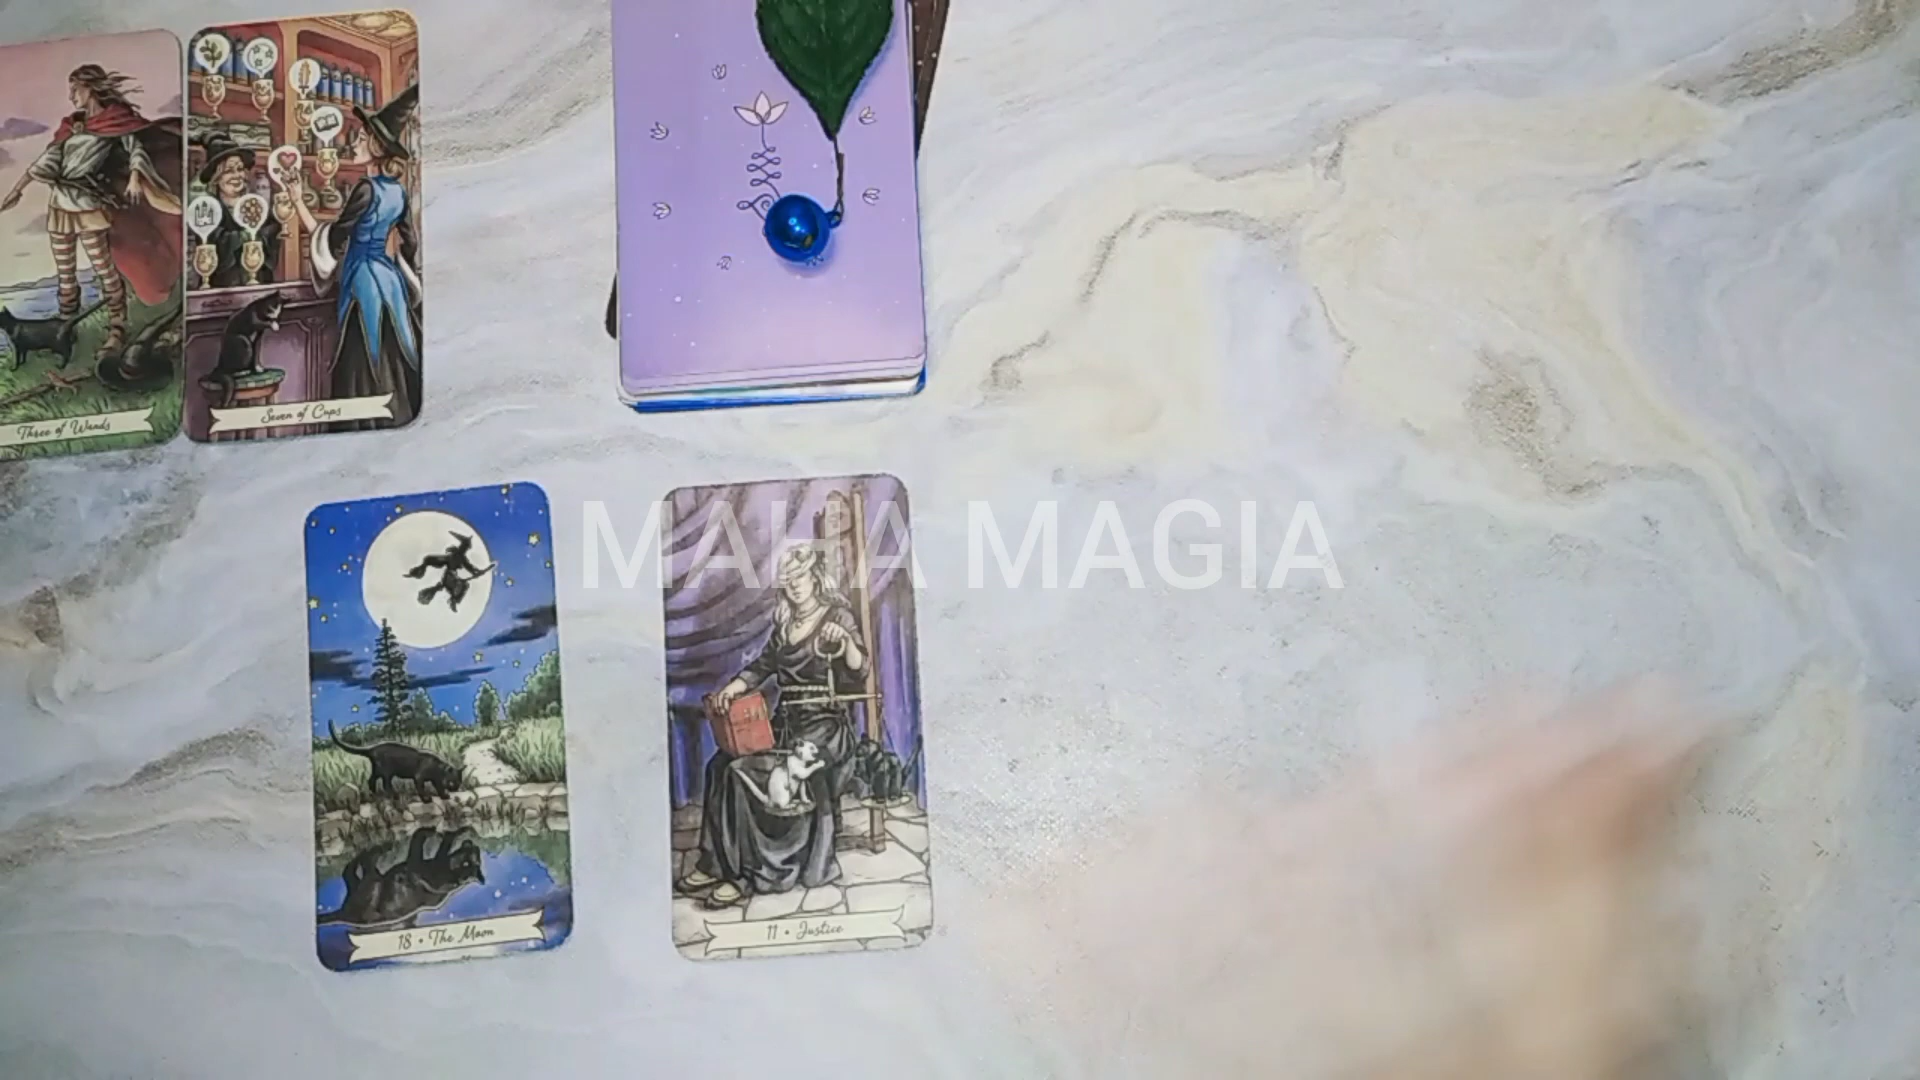 Three of Wands
Seven of Cups
MAHA MAGIA
18 • The Moon
11 • Justice